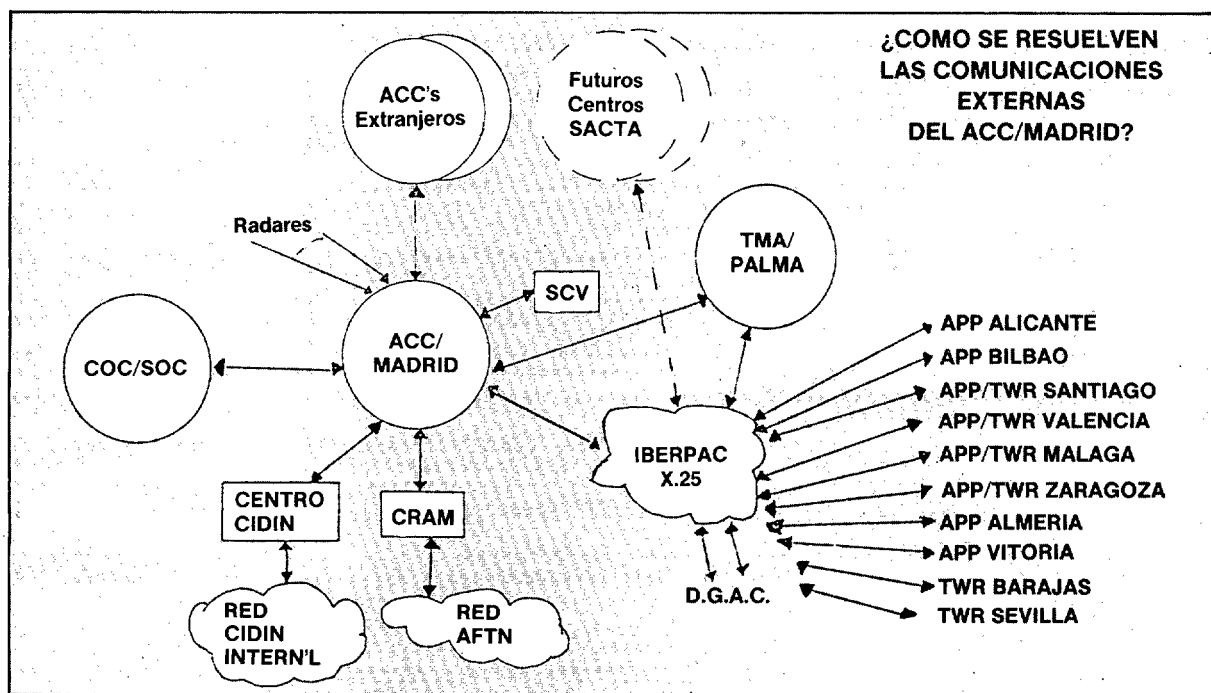 ¿COMO SE RESUELVEN
LAS COMUNICACIONES
EXTERNAS
DEL ACC/MADRID?
ACC's
Extranjeros
Futuros
Centros
SACTA
Radares
TMA/
PALMA
SCV
ACC/
MADRID
COC/SOC
IBERPAC
X.25
APP ALICANTE
APP BILBAO
APP/TWR SANTIAGO
APP/TWR VALENCIA
APP/TWR MALAGA
APP/TWR ZARAGOZA
APP ALMERIA
APP VITORIA
TWR BARAJAS
TWR SEVILLA
CENTRO
CIDIN
CRAM
D.G.A.C.
RED
CIDIN
INTERN'L
RED
AFTN